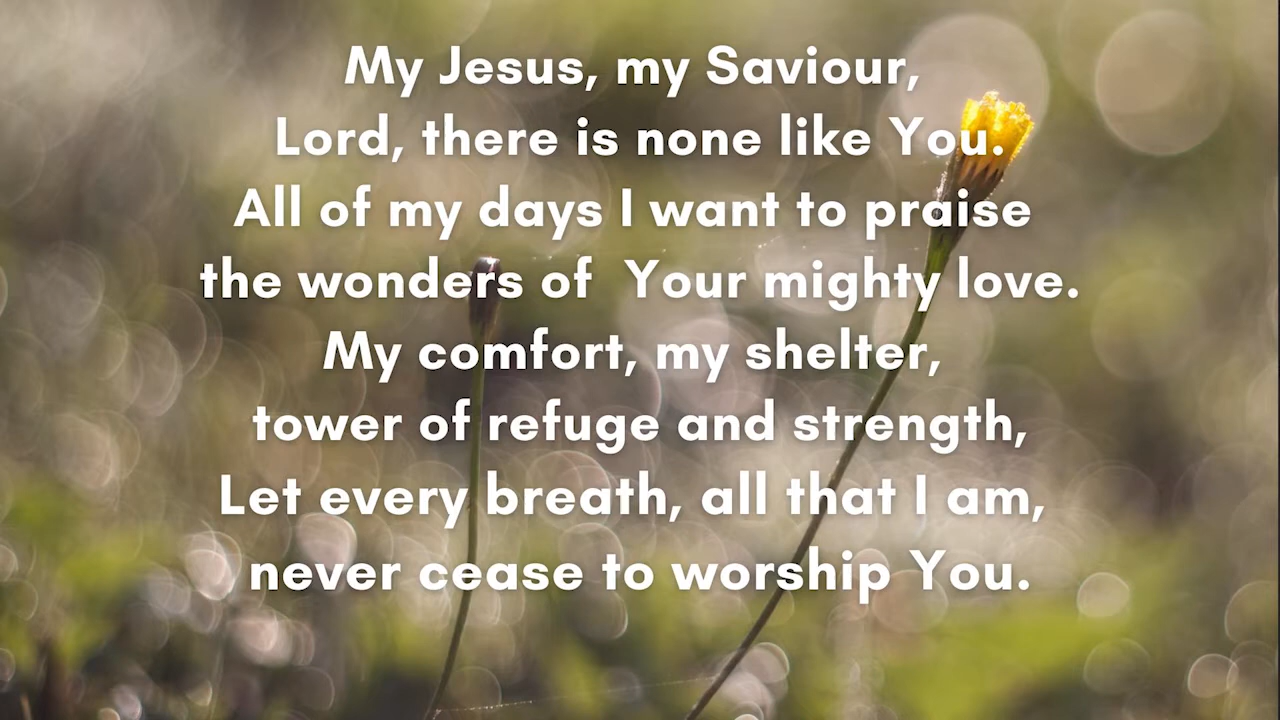 My Jesus, my Saviour,
Lord, there is none like You.
All of my days I want to praise
the wonders of  Your mighty love.
My comfort, my shelter,
tower of refuge and strength,
Let every breath, all that I am,
never cease to worship You.